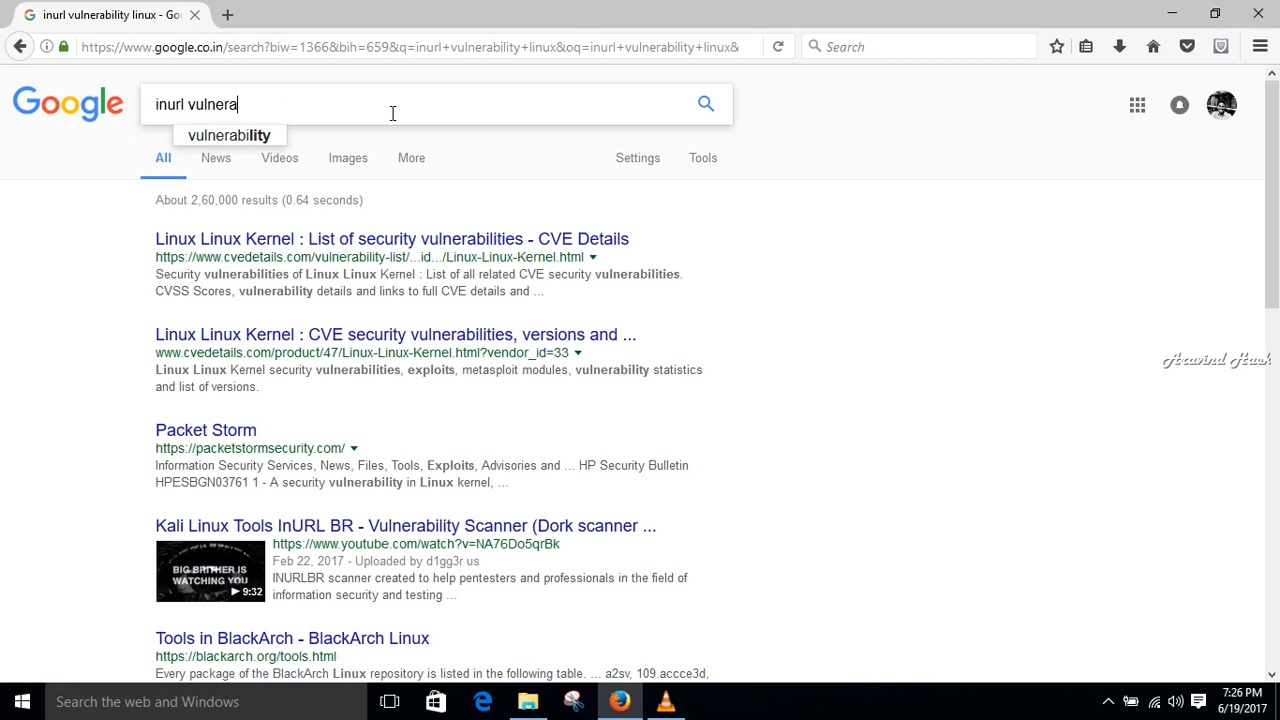 inurl vulnerability linux - Goo
https://www.google.co.in/search?biw=1366&bih=659&q=inurl+vulnerability+linux&oq=inurl+vulnerability+linux&
Search
Google
inurl vulnera
vulnerability
All News Videos Images More Settings Tools
About 2,60,000 results (0.64 seconds)
Linux Linux Kernel : List of security vulnerabilities - CVE Details
https://www.cvedetails.com/vulnerability-list/...id.../Linux-Linux-Kernel.html
Security vulnerabilities of Linux Linux Kernel : List of all related CVE security vulnerabilities.
CVSS Scores, vulnerability details and links to full CVE details and ...
Linux Linux Kernel : CVE security vulnerabilities, versions and ...
www.cvedetails.com/product/47/Linux-Linux-Kernel.html?vendor_id=33
Linux Linux Kernel security vulnerabilities, exploits, metasploit modules, vulnerability statistics
and list of versions.
Aravind Hask
Packet Storm
https://packetstormsecurity.com/
Information Security Services, News, Files, Tools, Exploits, Advisories and ... HP Security Bulletin
HPESBGN03761 1 - A security vulnerability in Linux kernel, ...
Kali Linux Tools InURL BR - Vulnerability Scanner (Dork scanner ...
https://www.youtube.com/watch?v=NA76Do5qrBk
Feb 22, 2017 - Uploaded by d1gg3r us
BIG BROTHER IS
WATCHING YOU
9:32
INURLBR scanner created to help pentesters and professionals in the field of
information security and testing ...
Tools in BlackArch - BlackArch Linux
https://blackarch.org/tools.html
Every package of the BlackArch Linux repository is listed in the following table. ... a2sv, 109.accce3d,
Search the web and Windows
7:26 PM
6/19/2017